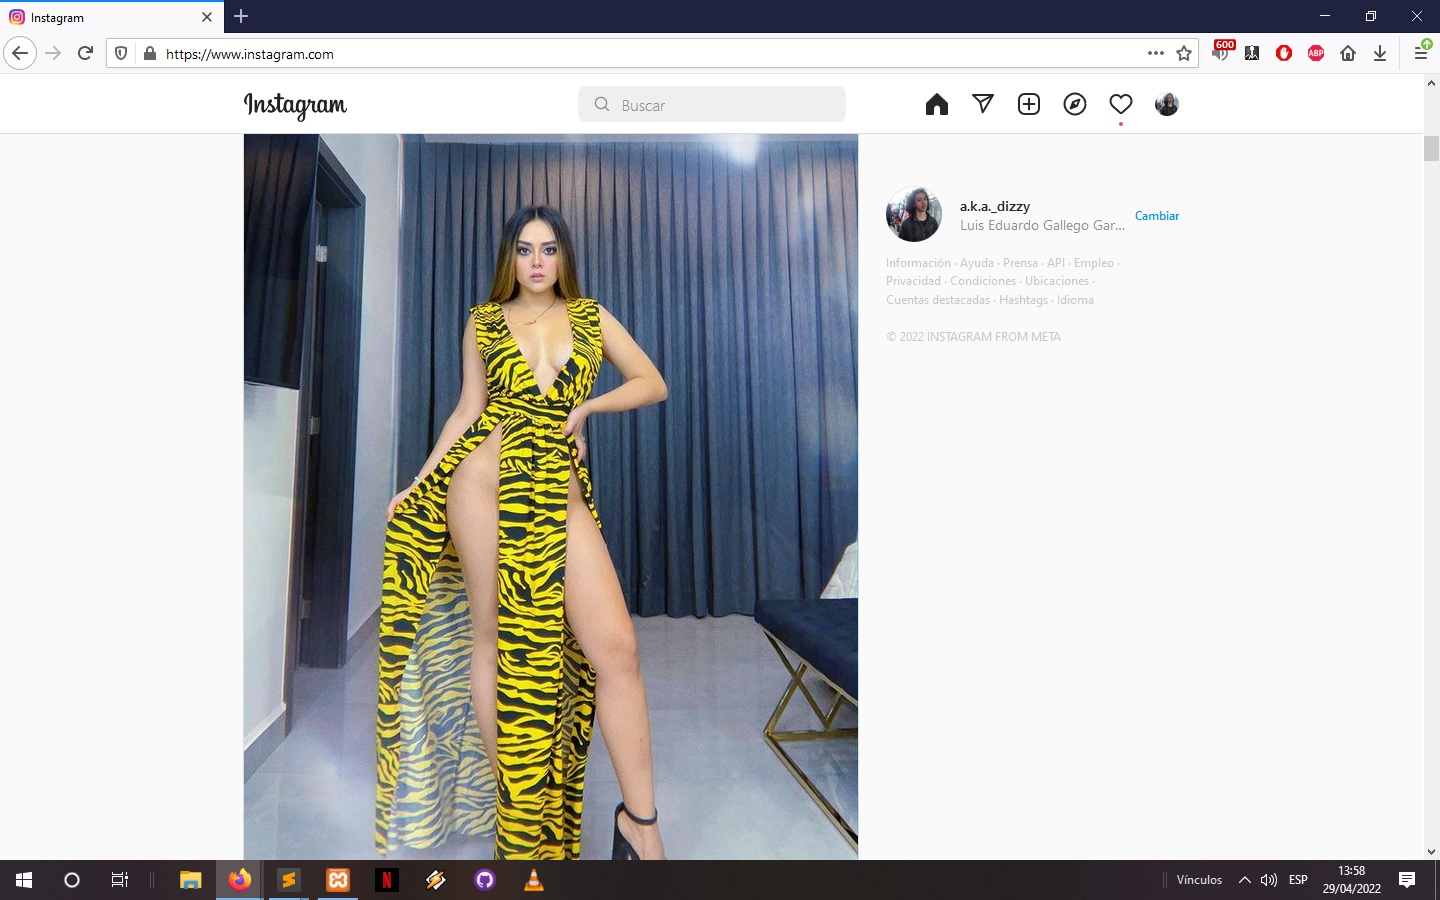 Instagram
https://www.instagram.com
600
ABP
Instagram
Buscar
a.k.a._dizzy
Luis Eduardo Gallego Gar...
Cambiar
Información · Ayuda · Prensa · API · Empleo ·
Privacidad · Condiciones · Ubicaciones ·
Cuentas destacadas · Hashtags · Idioma
© 2022 INSTAGRAM FROM META
N
Vínculos
ESP
13:58
29/04/2022